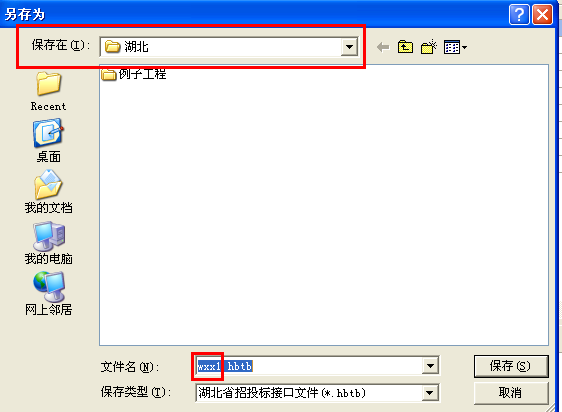 另存为
保存在(I):
湖北
例子工程
Recent
桌面
我的文档
我的电脑
网上邻居
文件名(N):
wxx1.hbtb
保存(S)
保存类型(T):
湖北省招投标接口文件(*.hbtb)
取消